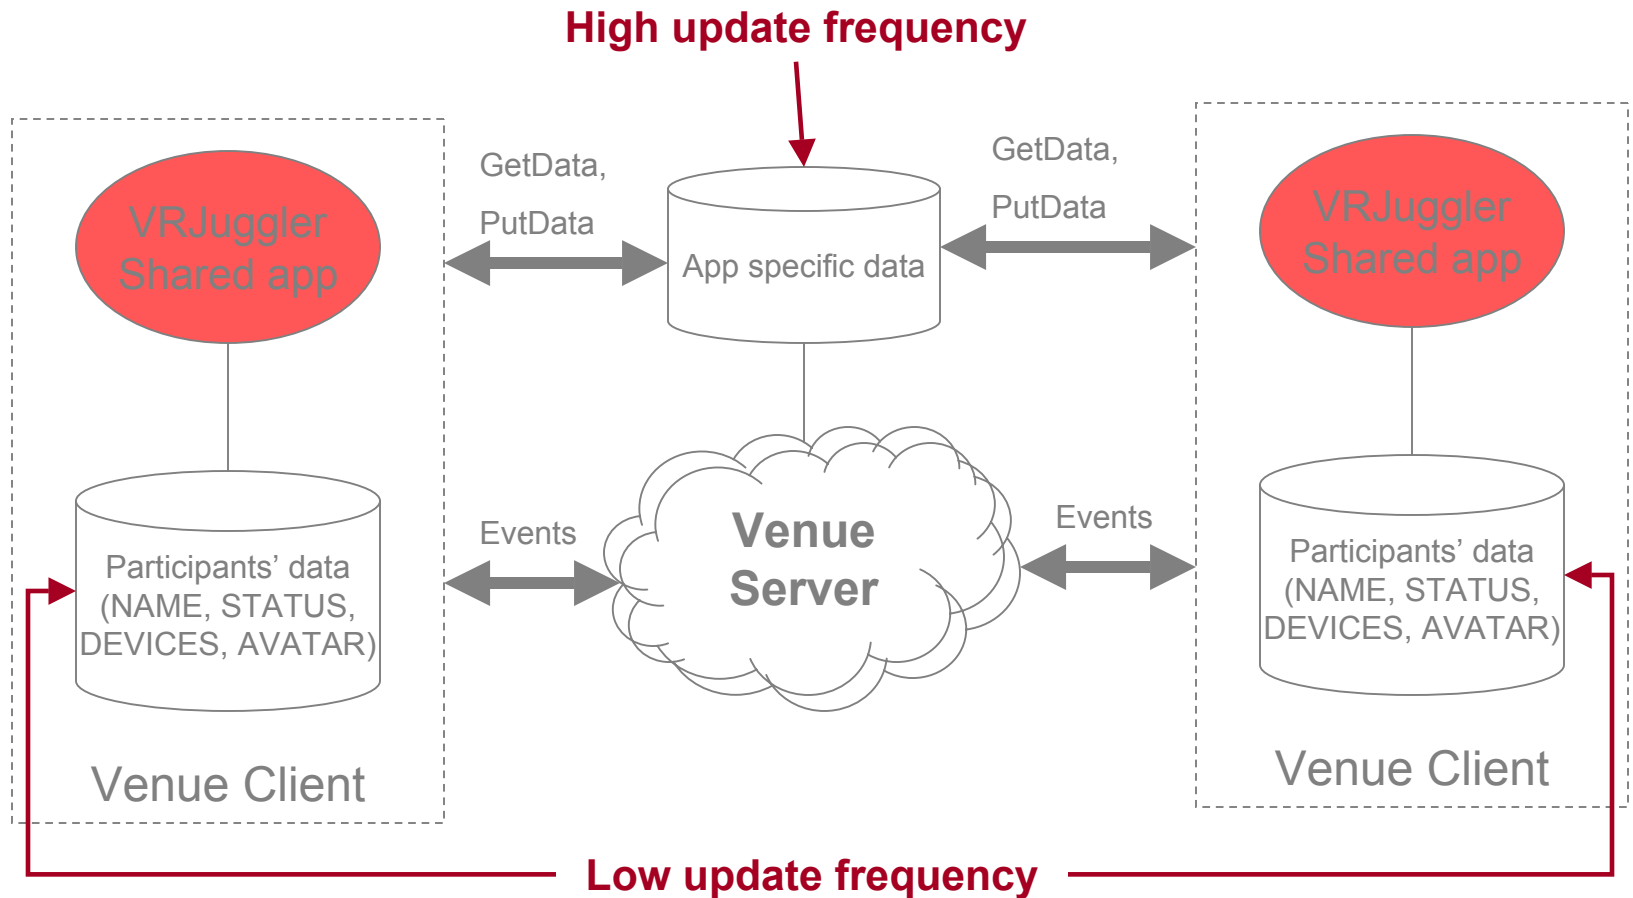 High update frequency
GetData,
PutData
GetData,
PutData
VRJuggler
Shared app
App specific data
VRJuggler
Shared app
Events
Venue
Server
Events
Participants’ data
(NAME, STATUS,
DEVICES, AVATAR)
Participants’ data
(NAME, STATUS,
DEVICES, AVATAR)
Venue Client
Venue Client
Low update frequency